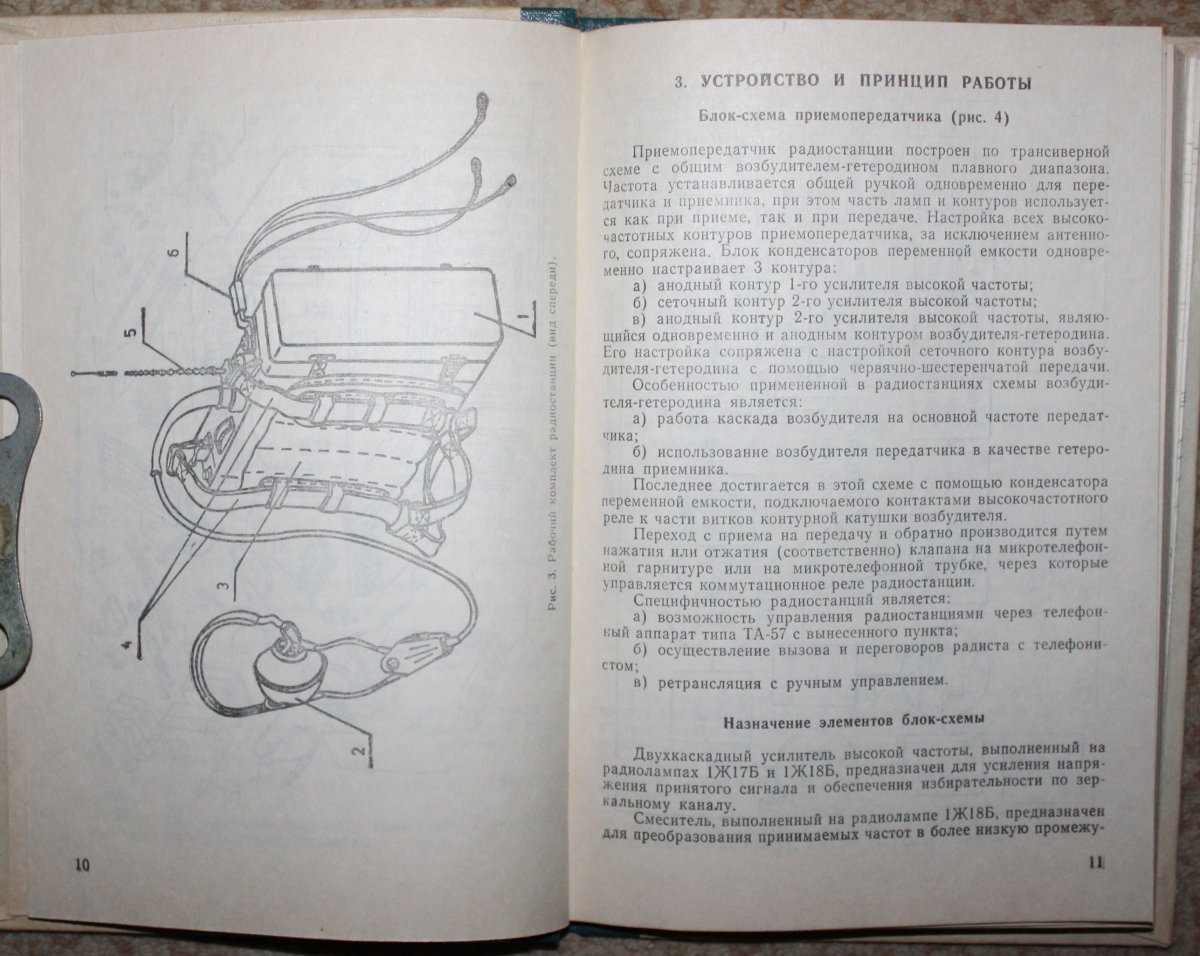 6
5
1
3
4
2
Рис. 3. Рабочий комплект радиостанции (вид спереди).
10
3. УСТРОЙСТВО И ПРИНЦИП РАБОТЫ
Блок-схема приемопередатчика (рис. 4)
Приемопередатчик радиостанции построен по трансиверной
схеме с общим возбудителем-гетеродином плавного диапазона.
Частота устанавливается общей ручкой одновременно для пере-
датчика и приемника, при этом часть ламп и контуров использует-
ся как при приеме, так и при передаче. Настройка всех высоко-
частотных контуров приемопередатчика, за исключением антенно-
го, сопряжена. Блок конденсаторов переменной емкости одновре-
менно настраивает 3 контура:
а) анодный контур 1-го усилителя высокой частоты;
б) сеточный контур 2-го усилителя высокой частоты;
в) анодный контур 2-го усилителя высокой частоты, являю-
щийся одновременно и анодным контуром возбудителя-гетеродина.
Его настройка сопряжена с настройкой сеточного контура возбу-
дителя-гетеродина с помощью червячно-шестеренчатой передачи.
Особенностью примененной в радиостанциях схемы возбуди-
теля-гетеродина является:
а) работа каскада возбудителя на основной частоте передат-
чика;
б) использование возбудителя передатчика в качестве гетеро-
дина приемника.
Последнее достигается в этой схеме с помощью конденсатора
переменной емкости, подключаемого контактами высокочастотного
реле к части витков контурной катушки возбудителя.
Переход с приема на передачу и обратно производится путем
нажатия или отжатия (соответственно) клапана на микротелефон-
ной гарнитуре или на микротелефонной трубке, через которые
управляется коммутационное реле радиостанции.
Специфичностью радиостанций является:
а) возможность управления радиостанциями через телефон-
ный аппарат типа ТА-57 с вынесенного пункта;
б) осуществление вызова и переговоров радиста с телефони-
стом;
в) ретрансляция с ручным управлением.
Назначение элементов блок-схемы
Двухкаскадный усилитель высокой частоты, выполненный на
радиолампах 1Ж17Б и 1Ж18Б, предназначен для усиления напря-
жения принятого сигнала и обеспечения избирательности по зер-
кальному каналу.
Смеситель, выполненный на радиолампе 1Ж18Б, предназначен
для преобразования принимаемых частот в более низкую промежу-
11